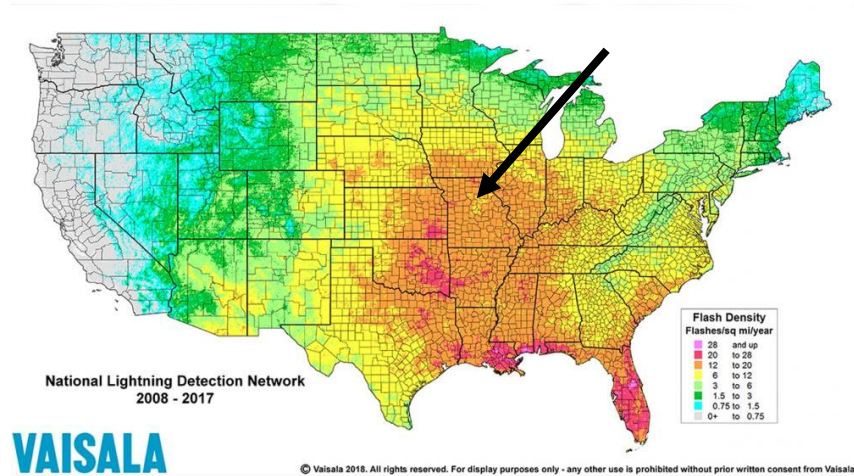 National Lightning Detection Network
2008 - 2017
Flash Density
Flashes/sq mi/year
28 and up
20 to 28
12 to 20
6 to 12
3 to 6
1.5 to 3
0.75 to 1.5
0+ to 0.75
VAISALA
© Vaisala 2018. All rights reserved. For display purposes only - any other use is prohibited without prior written consent from Vaisala